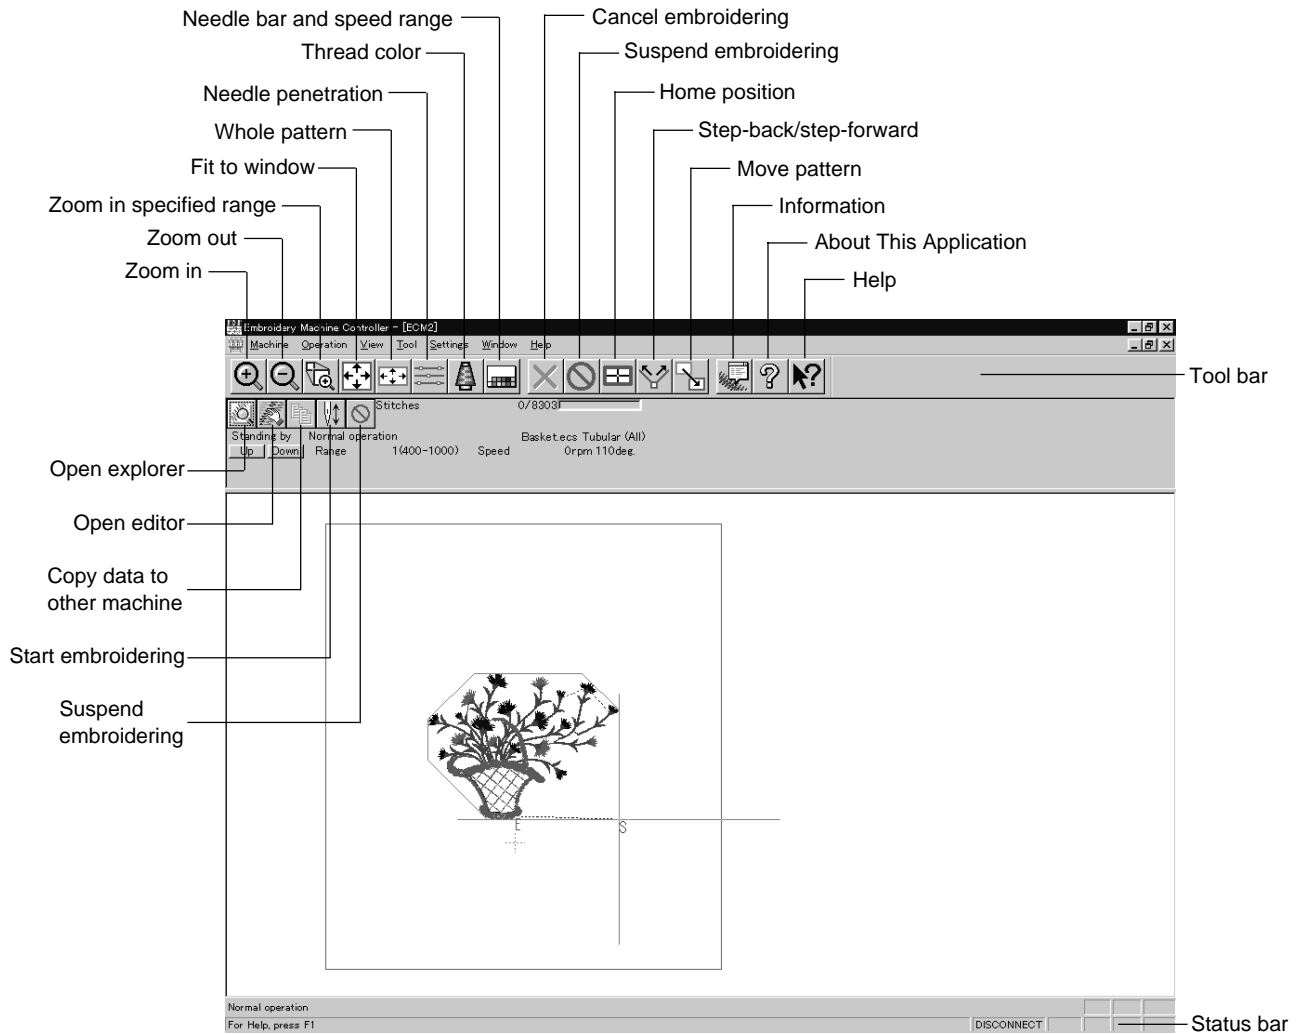 Needle bar and speed range
Cancel embroidering
Thread color
Suspend embroidering
Needle penetration
Home position
Whole pattern
Step-back/step-forward
Fit to window
Move pattern
Zoom in specified range
Information
Zoom out
About This Application
Zoom in
Help
Embroidery Machine Controller - [ECM2]
Machine Operation View Tool Settings Window Help
Tool bar
Stitches 0/8303
Standing by Normal operation Basket.ecs Tubular (All)
Up Down Range 1(400-1000) Speed 0rpm 110deg.
Open explorer
Open editor
Copy data to
other machine
Start embroidering
Suspend
embroidering
E
S
Normal operation
For Help, press F1
DISCONNECT
Status bar